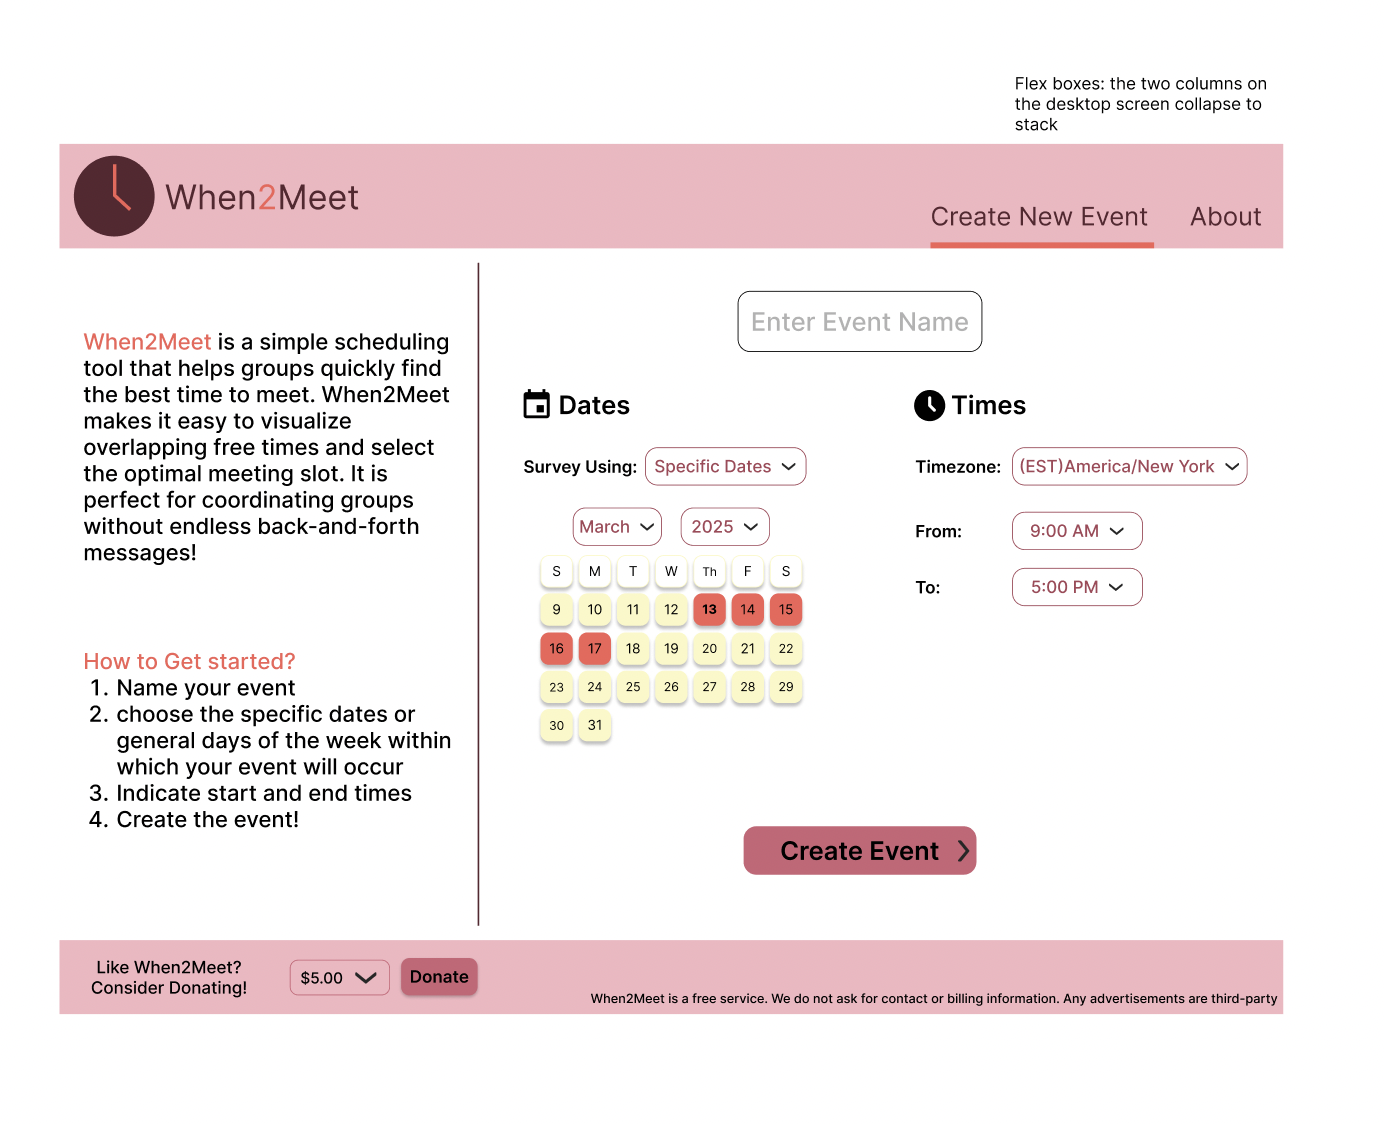 Flex boxes: the two columns on
the desktop screen collapse to
stack
When2Meet
Create New Event
About
When2Meet is a simple scheduling
tool that helps groups quickly find
the best time to meet. When2Meet
makes it easy to visualize
overlapping free times and select
the optimal meeting slot. It is
perfect for coordinating groups
without endless back-and-forth
messages!
How to Get started?
1. Name your event
2. choose the specific dates or
general days of the week within
which your event will occur
3. Indicate start and end times
4. Create the event!
Enter Event Name
Dates
Survey Using: Specific Dates
March 2025
S M T W Th F S
9 10 11 12 13 14 15
16 17 18 19 20 21 22
23 24 25 26 27 28 29
30 31
Times
Timezone: (EST)America/New York
From: 9:00 AM
To: 5:00 PM
Create Event
Like When2Meet?
Consider Donating!
$5.00
Donate
When2Meet is a free service. We do not ask for contact or billing information. Any advertisements are third-party